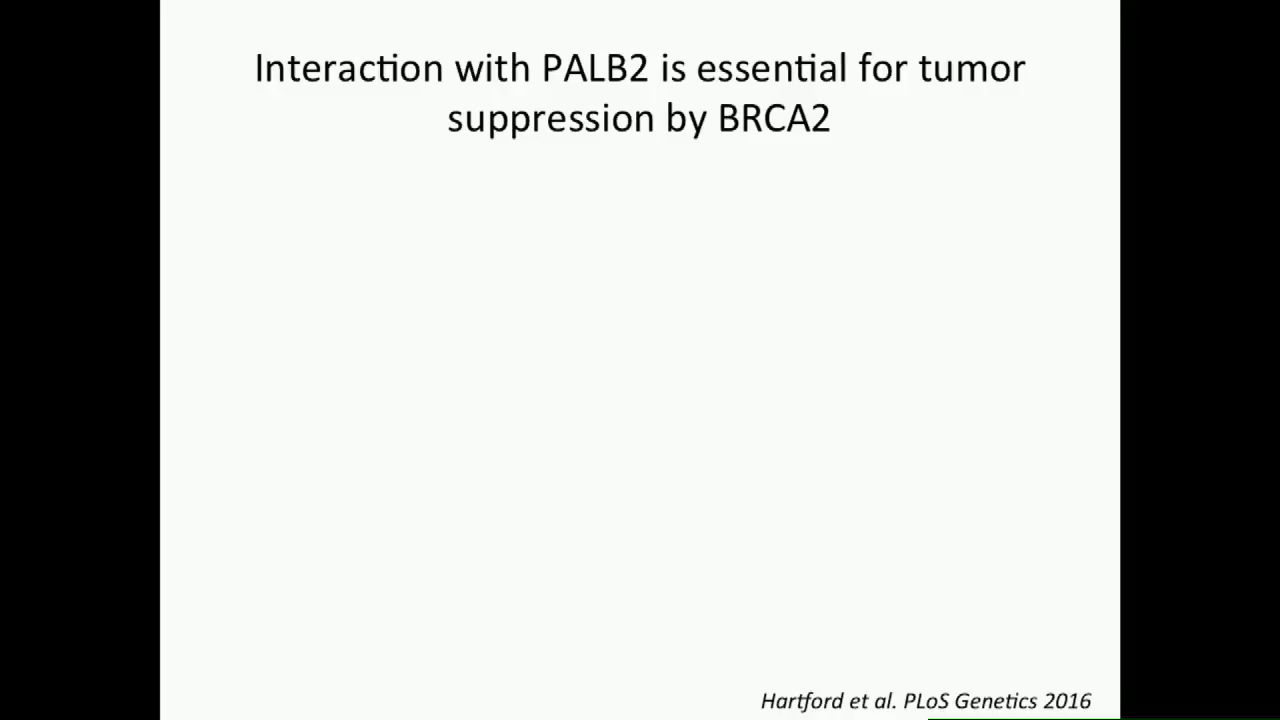 Interaction with PALB2 is essential for tumor
suppression by BRCA2
Hartford et al. PLoS Genetics 2016